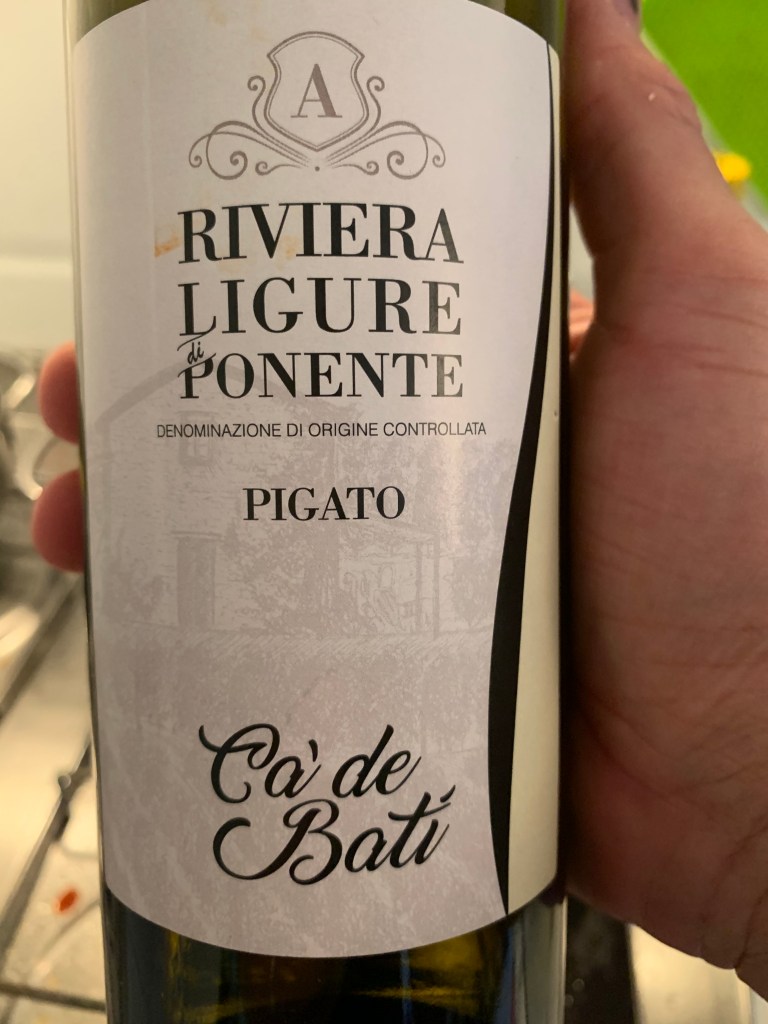 A
RIVIERA
LIGURE
di
PONENTE
DENOMINAZIONE DI ORIGINE CONTROLLATA
PIGATO
Ca' de
Batì